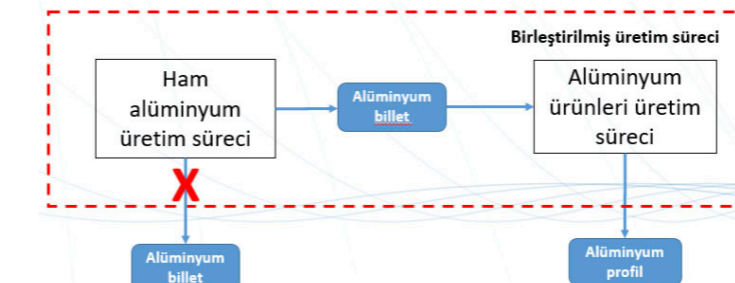 Birleştirilmiş üretim süreci
Ham
alüminyum
üretim süreci
Alüminyum
billet
Alüminyum
ürünleri üretim
süreci
X
Alüminyum
billet
Alüminyum
profil